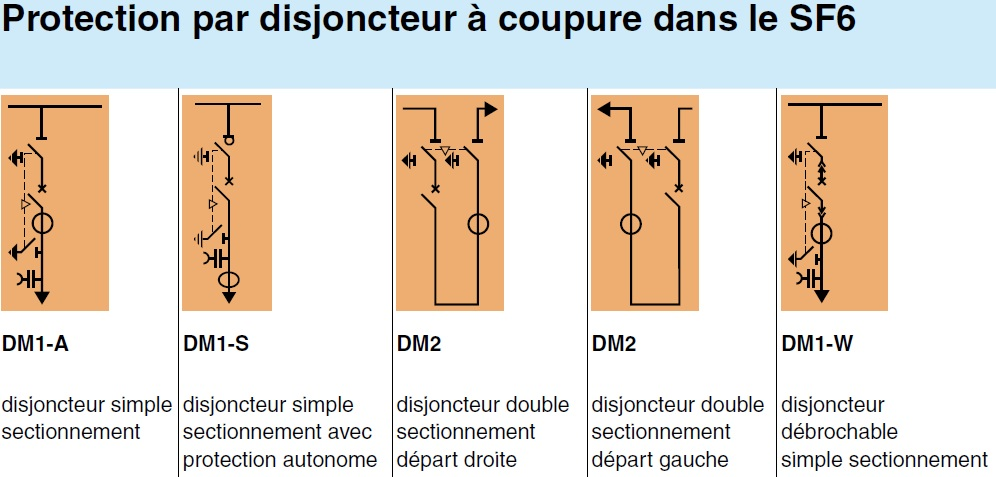 Protection par disjoncteur à coupure dans le SF6
DM1-A
disjoncteur simple
sectionnement
DM1-S
disjoncteur simple
sectionnement avec
protection autonome
DM2
disjoncteur double
sectionnement
départ droite
DM2
disjoncteur double
sectionnement
départ gauche
DM1-W
disjoncteur
débrochable
simple sectionnement